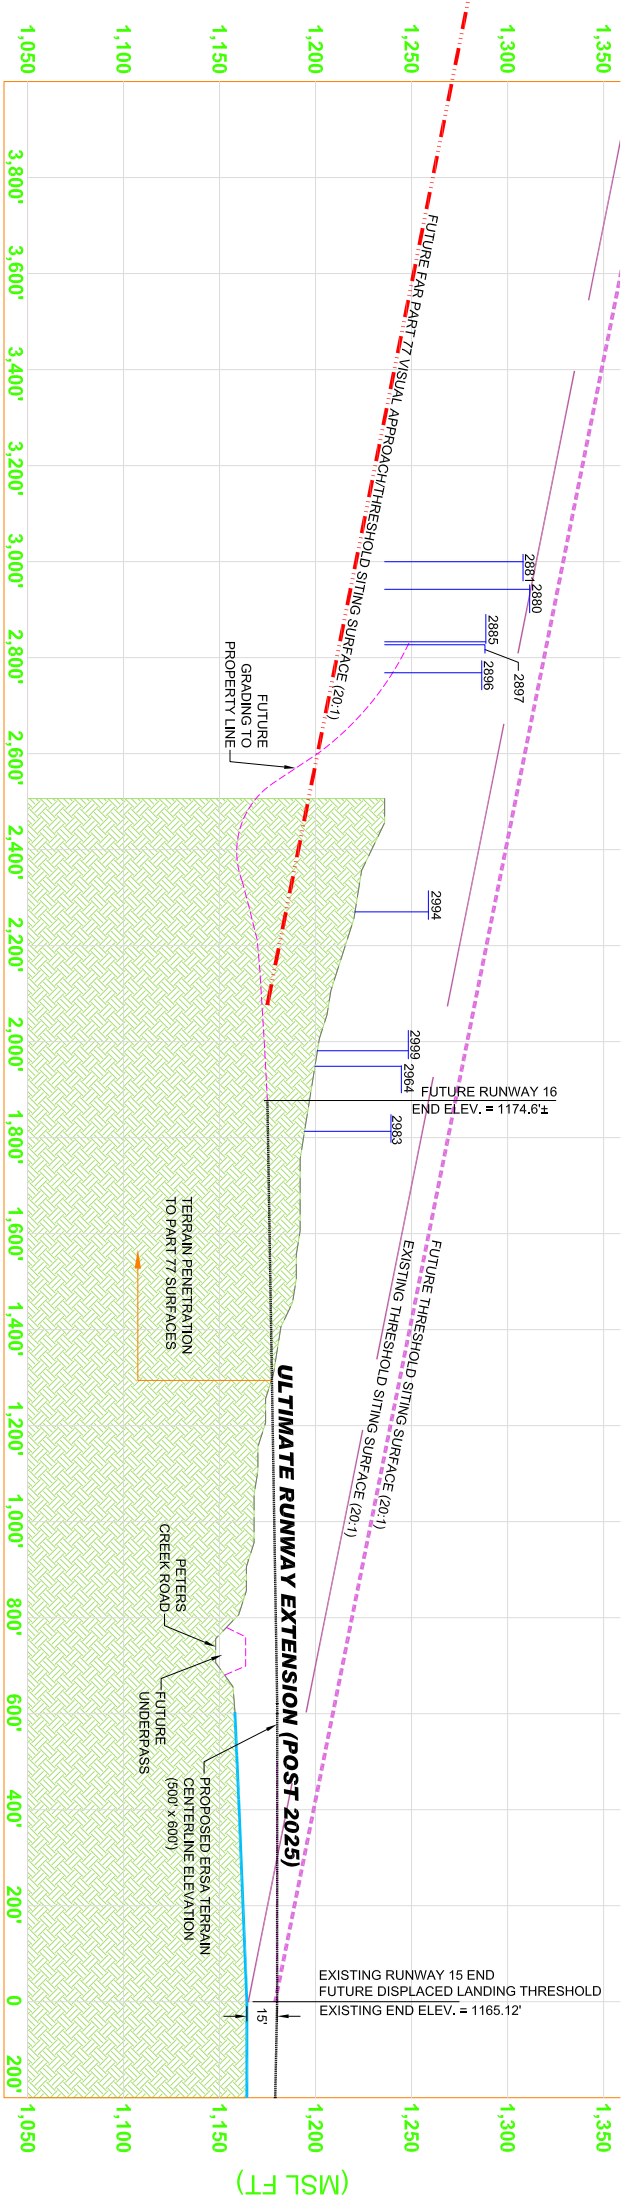 1,350
1,300
1,250
1,200
1,150
1,100
1,050
FUTURE FAR PART 77 VISUAL APPROACH/THRESHOLD SITING SURFACE (20:1)
2881
2880
2885
2897
2896
FUTURE
GRADING TO
PROPERTY LINE
2994
2999
2964
2983
FUTURE RUNWAY 16
END ELEV. = 1174.6'±
TERRAIN PENETRATION
TO PART 77 SURFACES
FUTURE THRESHOLD SITING SURFACE (20:1)
EXISTING THRESHOLD SITING SURFACE (20:1)
ULTIMATE RUNWAY EXTENSION (POST 2025)
PETERS
CREEK ROAD
FUTURE
UNDERPASS
PROPOSED ERSA TERRAIN
CENTERLINE ELEVATION
(500' x 600')
EXISTING RUNWAY 15 END
FUTURE DISPLACED LANDING THRESHOLD
EXISTING END ELEV. = 1165.12'
15'
3,800'
3,600'
3,400'
3,200'
3,000'
2,800'
2,600'
2,400'
2,200'
2,000'
1,800'
1,600'
1,400'
1,200'
1,000'
800'
600'
400'
200'
0
200'
1,350
1,300
1,250
1,200
1,150
1,100
1,050
(MSL FT)